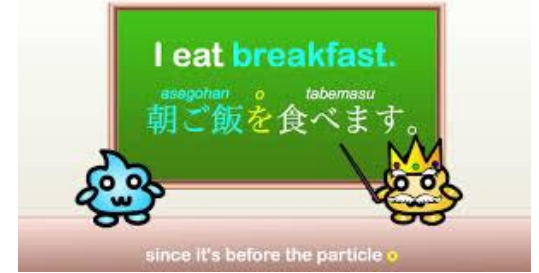 I eat breakfast.
asagohan o tabemasu
朝ご飯を食べます。
since it's before the particle o